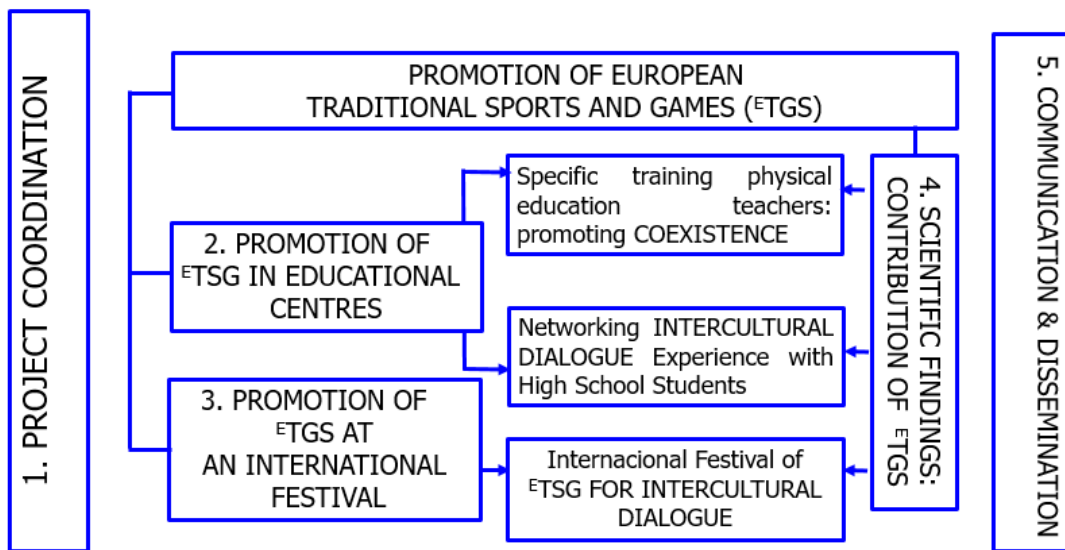 1. PROJECT COORDINATION
PROMOTION OF EUROPEAN
TRADITIONAL SPORTS AND GAMES (ᴱTGS)
2. PROMOTION OF
ᴱTSG IN EDUCATIONAL
CENTRES
Specific training physical
education teachers:
promoting COEXISTENCE
Networking INTERCULTURAL
DIALOGUE Experience with
High School Students
3. PROMOTION OF
ᴱTGS AT
AN INTERNATIONAL
FESTIVAL
Internacional Festival of
ᴱTSG FOR INTERCULTURAL
DIALOGUE
4. SCIENTIFIC FINDINGS:
CONTRIBUTION OF ᴱTGS
5. COMMUNICATION & DISSEMINATION